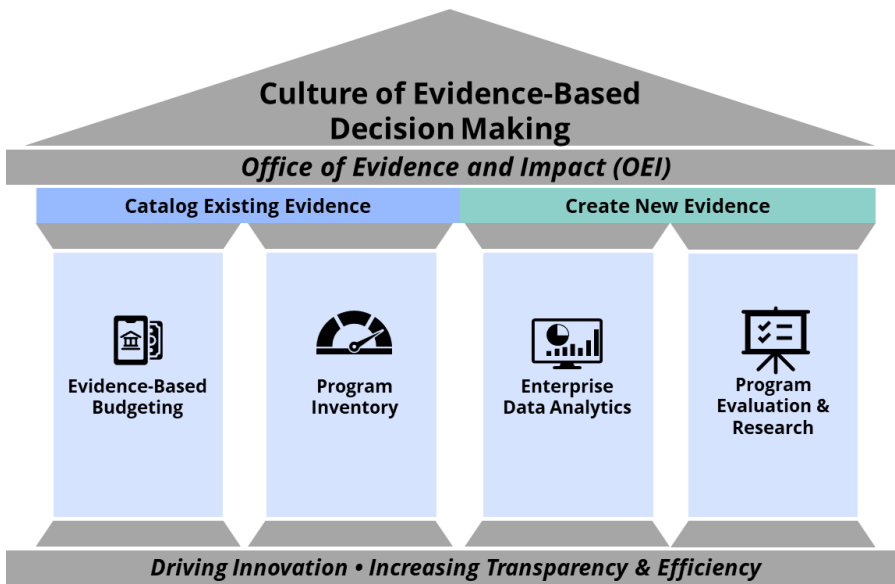 Culture of Evidence-Based
Decision Making
Office of Evidence and Impact (OEI)
Catalog Existing Evidence
Create New Evidence
Evidence-Based
Budgeting
Program
Inventory
Enterprise
Data Analytics
Program
Evaluation &
Research
Driving Innovation • Increasing Transparency & Efficiency